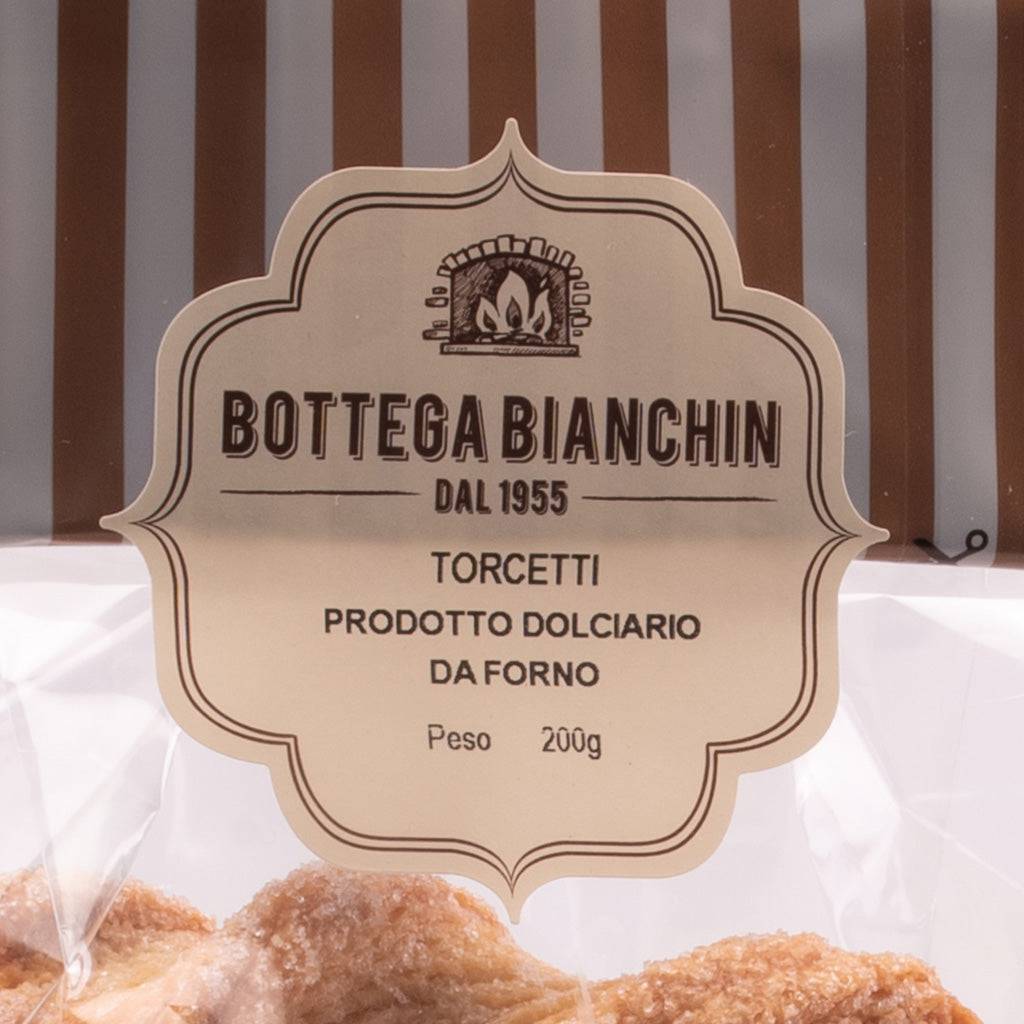 BOTTEGA BIANCHIN
DAL 1955
TORCETTI
PRODOTTO DOLCIARIO
DA FORNO
Peso 200g